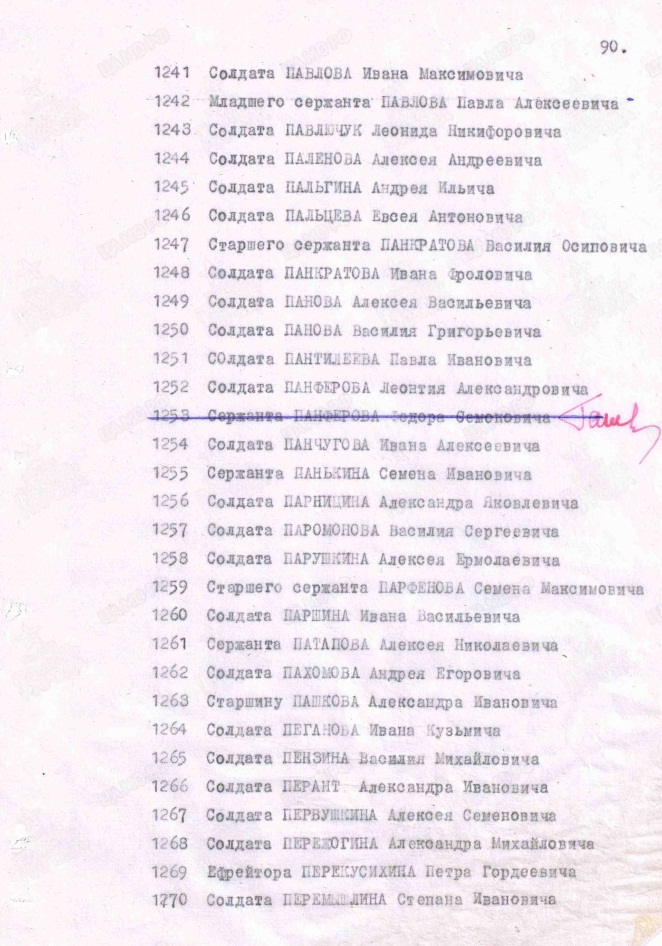 90.
1241 Солдата ПАВЛОВА Ивана Максимовича
1242 Младшего сержанта ПАВЛОВА Павла Алексеевича
1243 Солдата ПАВЛЮЧУК Леонида Никифоровича
1244 Солдата ПАЛЕНОВА Алексея Андреевича
1245 Солдата ПАЛЬГИНА Андрея Ильича
1246 Солдата ПАЛЬЦЕВА Евсея Антоновича
1247 Старшего сержанта ПАНКРАТОВА Василия Осиповича
1248 Солдата ПАНКРАТОВА Ивана Фроловича
1249 Солдата ПАНОВА Алексея Васильевича
1250 Солдата ПАНОВА Василия Григорьевича
1251 СОлдата ПАНТИЛЕЕВА Павла Ивановича
1252 Солдата ПАНФЕРОВА Леонтия Александровича
1253 Сержанта ПАНФЕРОВА Федора Семоновича
1254 Солдата ПАНЧУГОВА Ивана Алексеевича
1255 Сержанта ПАНЬКИНА Семена Ивановича
1256 Солдата ПАРНИЦИНА Александра Яковлевича
1257 Солдата ПАРОМОНОВА Василия Сергеевича
1258 Солдата ПАРУШКИНА Алексея Ермолаевича
1259 Старшего сержанта ПАРФЕНОВА Семена Максимовича
1260 Солдата ПАРШИНА Ивана Васильевича
1261 Сержанта ПАТАПОВА Алексея Николаевича
1262 Солдата ПАХОМОВА Андрея Егоровича
1263 Старшину ПАШКОВА Александра Ивановича
1264 Солдата ПЕГАНОВА Ивана Кузьмича
1265 Солдата ПЕНЗИНА Василия Михайловича
1266 Солдата ПЕРАНТ Александра Ивановича
1267 Солдата ПЕРВУШКИНА Алексея Семеновича
1268 Солдата ПЕРЕЖОГИНА Александра Михайловича
1269 Ефрейтора ПЕРЕКУСИХИНА Петра Гордеевича
1270 Солдата ПЕРЕМЫШЛИНА Степана Ивановича